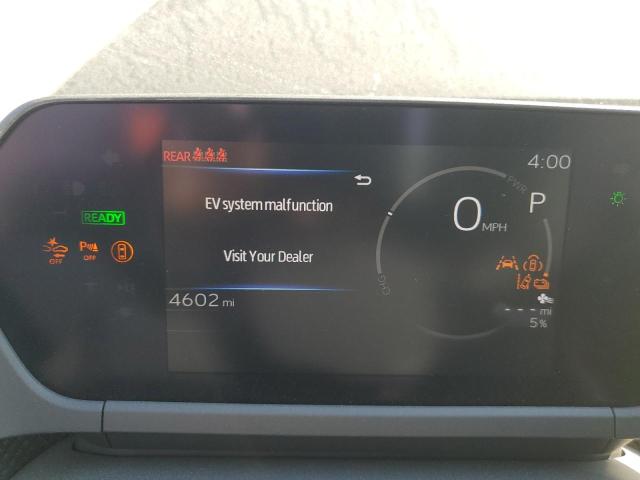 REAR
4:00
EV system malfunction
PWR
P
0 MPH
READY
Visit Your Dealer
OFF
P
OFF
CHG
4602 mi
--- mi
5%